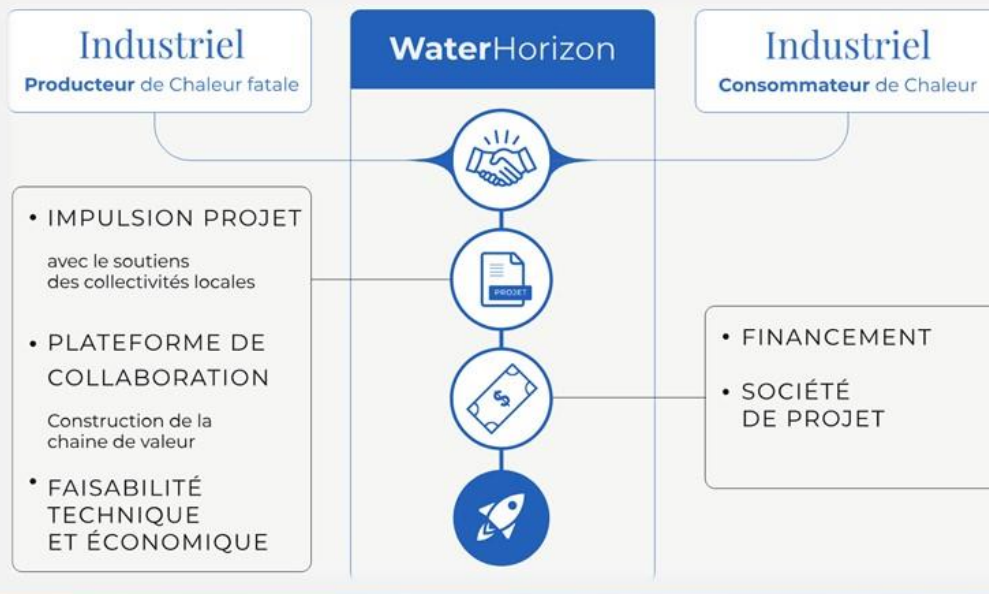 Industriel
Producteur de Chaleur fatale
WaterHorizon
Industriel
Consommateur de Chaleur
• IMPULSION PROJET
avec le soutiens
des collectivités locales
• PLATEFORME DE
COLLABORATION
Construction de la
chaine de valeur
• FAISABILITÉ
TECHNIQUE
ET ÉCONOMIQUE
PROJET
$
• FINANCEMENT
• SOCIÉTÉ
DE PROJET